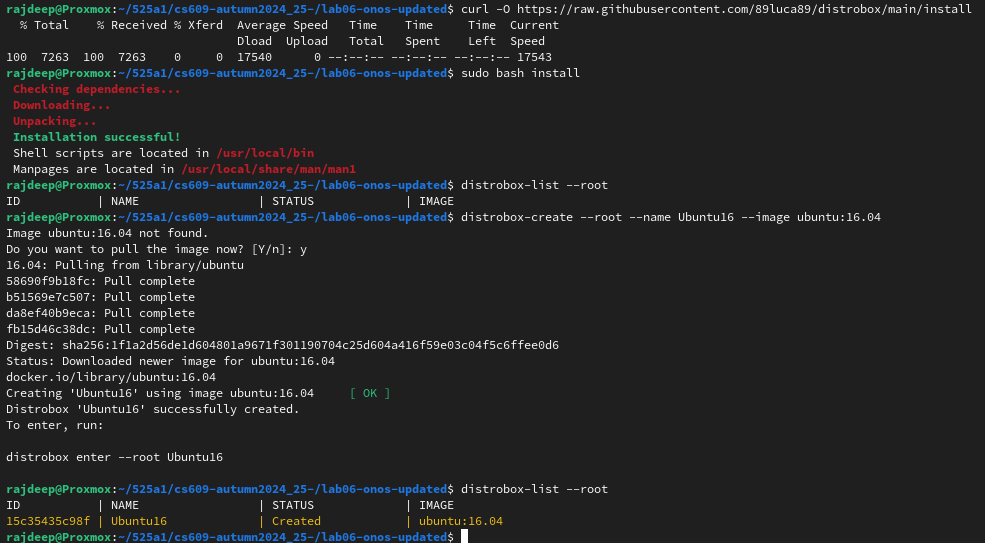 rajdeep@Proxmox:~/525a1/cs609-autumn2024_25-/lab06-onos-updated$ curl -O https://raw.githubusercontent.com/89luca89/distrobox/main/install
  % Total    % Received % Xferd  Average Speed   Time    Time     Time  Current
                                 Dload  Upload   Total   Spent    Left  Speed
100  7263  100  7263    0     0  17540      0 --:--:-- --:--:-- --:--:-- 17543
rajdeep@Proxmox:~/525a1/cs609-autumn2024_25-/lab06-onos-updated$ sudo bash install
 Checking dependencies...
 Downloading...
 Unpacking...
 Installation successful!
 Shell scripts are located in /usr/local/bin
 Manpages are located in /usr/local/share/man/man1
rajdeep@Proxmox:~/525a1/cs609-autumn2024_25-/lab06-onos-updated$ distrobox-list --root
ID           | NAME                 | STATUS             | IMAGE
rajdeep@Proxmox:~/525a1/cs609-autumn2024_25-/lab06-onos-updated$ distrobox-create --root --name Ubuntu16 --image ubuntu:16.04
Image ubuntu:16.04 not found.
Do you want to pull the image now? [Y/n]: y
16.04: Pulling from library/ubuntu
58690f9b18fc: Pull complete
b51569e7c507: Pull complete
da8ef40b9eca: Pull complete
fb15d46c38dc: Pull complete
Digest: sha256:1f1a2d56de1d604801a9671f301190704c25d604a416f59e03c04f5c6ffee0d6
Status: Downloaded newer image for ubuntu:16.04
docker.io/library/ubuntu:16.04
Creating 'Ubuntu16' using image ubuntu:16.04     [ OK ]
Distrobox 'Ubuntu16' successfully created.
To enter, run:
distrobox enter --root Ubuntu16
rajdeep@Proxmox:~/525a1/cs609-autumn2024_25-/lab06-onos-updated$ distrobox-list --root
ID           | NAME                 | STATUS             | IMAGE
15c35435c98f | Ubuntu16             | Created            | ubuntu:16.04
rajdeep@Proxmox:~/525a1/cs609-autumn2024_25-/lab06-onos-updated$